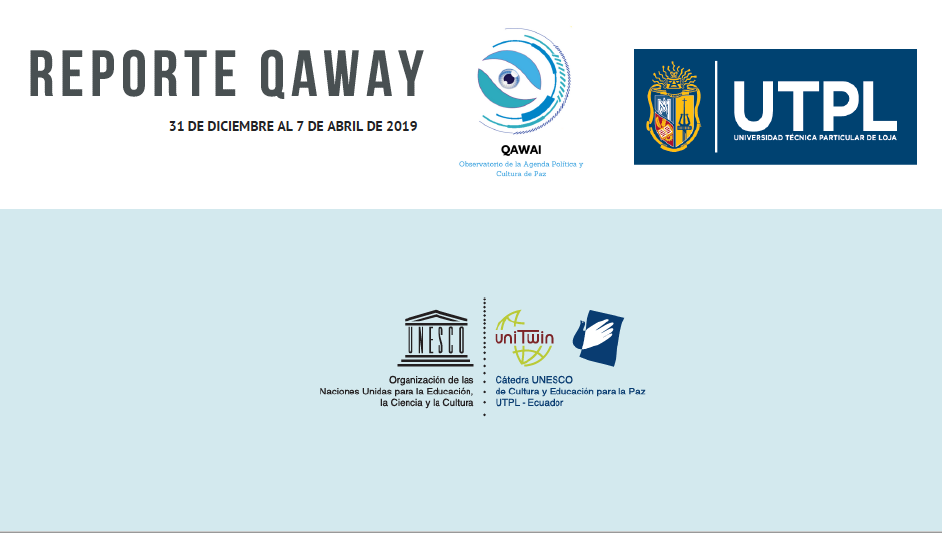 REPORTE QAWAY
31 DE DICIEMBRE AL 7 DE ABRIL DE 2019
QAWAI
Observatorio de la Agenda Política y
Cultura de Paz
UTPL
UNIVERSIDAD TÉCNICA PARTICULAR DE LOJA
UNESCO
Organización de las
Naciones Unidas para la Educación,
la Ciencia y la Cultura
uniTwin
Cátedra UNESCO
de Cultura y Educación para la Paz
UTPL - Ecuador